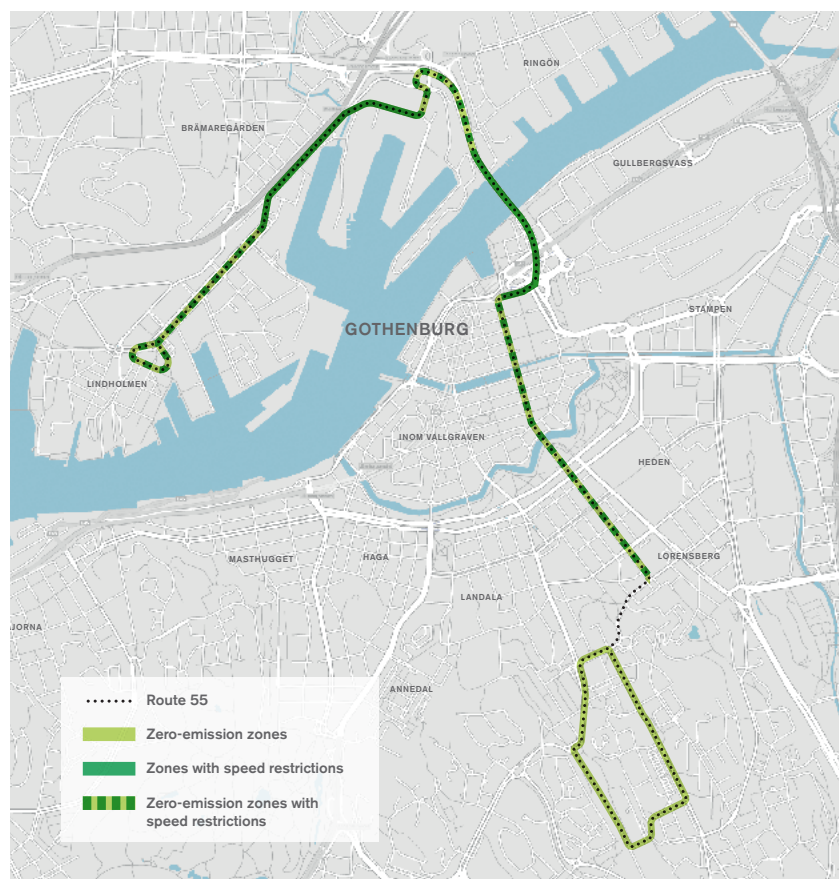 RINGÖN
BRÄMAREGÅRDEN
GULLBERGSVASS
STAMPEN
GOTHENBURG
LINDHOLMEN
INOM VALLGRAVEN
HEDEN
LORENSBERG
MASTHUGGET
HAGA
LANDALA
JORNA
ANNEDAL
Route 55
Zero-emission zones
Zones with speed restrictions
Zero-emission zones with
speed restrictions